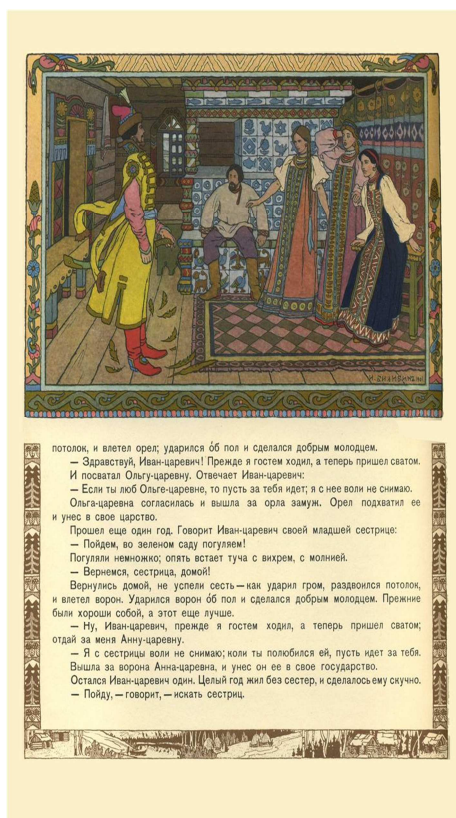 И. БИЛИБИНЪ
потолок, и влетел орел; ударился о́б пол и сделался добрым молодцем.
— Здравствуй, Иван-царевич! Прежде я гостем ходил, а теперь пришел сватом.
И посватал Ольгу-царевну. Отвечает Иван-царевич:
— Если ты люб Ольге-царевне, то пусть за тебя идет; я с нее воли не снимаю.
Ольга-царевна согласилась и вышла за орла замуж. Орел подхватил ее
и унес в свое царство.
Прошел еще один год. Говорит Иван-царевич своей младшей сестрице:
— Пойдем, во зеленом саду погуляем!
Погуляли немножко; опять встает туча с вихрем, с молнией.
— Вернемся, сестрица, домой!
Вернулись домой, не успели сесть — как ударил гром, раздвоился потолок,
и влетел ворон. Ударился ворон о́б пол и сделался добрым молодцем. Прежние
были хороши собой, а этот еще лучше.
— Ну, Иван-царевич, прежде я гостем ходил, а теперь пришел сватом;
отдай за меня Анну-царевну.
— Я с сестрицы воли не снимаю; коли ты полюбился ей, пусть идет за тебя.
Вышла за ворона Анна-царевна, и унес он ее в свое государство.
Остался Иван-царевич один. Целый год жил без сестер, и сделалось ему скучно.
— Пойду, — говорит, — искать сестриц.